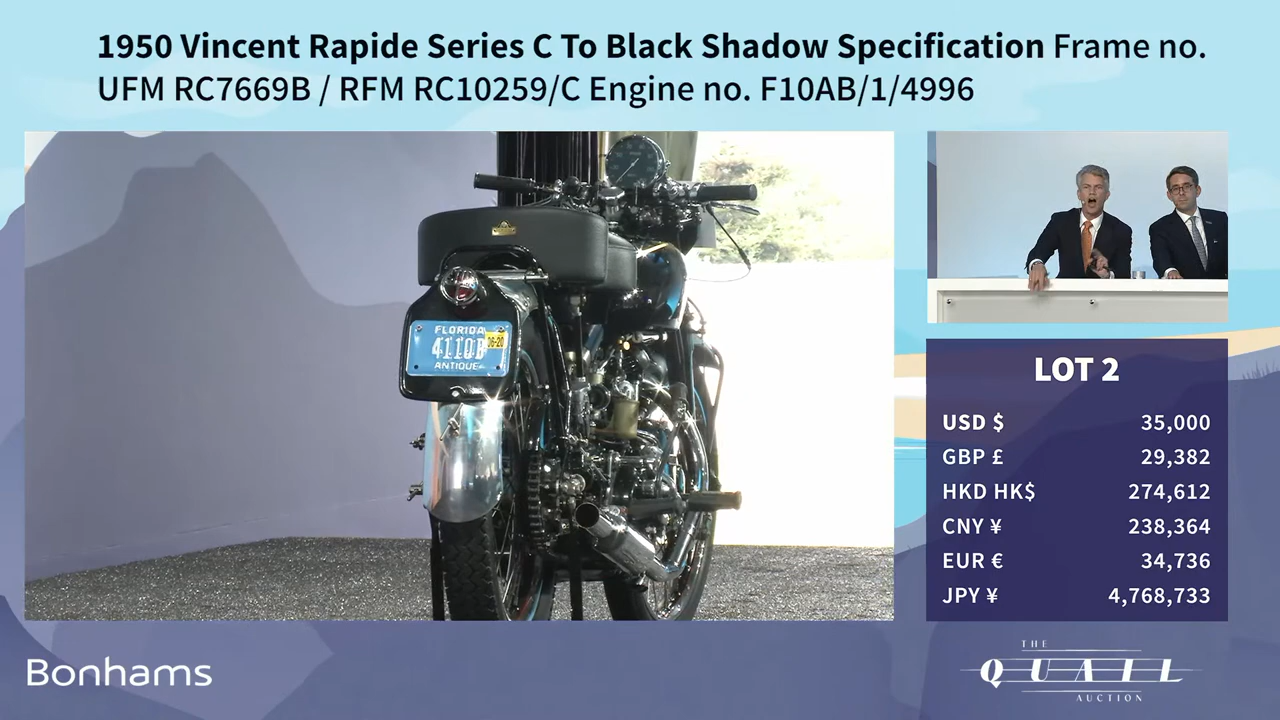 1950 Vincent Rapide Series C To Black Shadow Specification Frame no.
UFM RC7669B / RFM RC10259/C Engine no. F10AB/1/4996
FLORIDA
06-20
ANTIQUE
LOT 2
USD $ 35,000
GBP £ 29,382
HKD HK$ 274,612
CNY ¥ 238,364
EUR € 34,736
JPY ¥ 4,768,733
Bonhams
THE
QUAIL
AUCTION